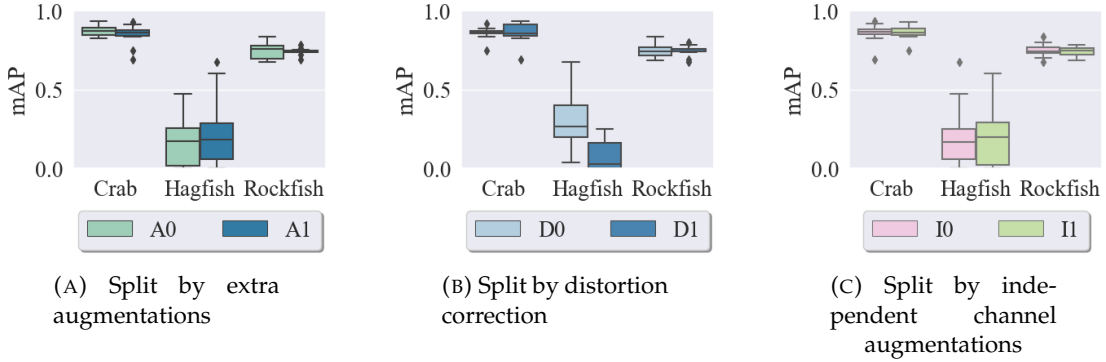 1.0
mAP
0.5
0.0
Crab Hagfish Rockfish
A0 A1
(A) Split by extra
augmentations
1.0
mAP
0.5
0.0
Crab Hagfish Rockfish
D0 D1
(B) Split by distortion
correction
1.0
mAP
0.5
0.0
Crab Hagfish Rockfish
I0 I1
(C) Split by inde-
pendent channel
augmentations